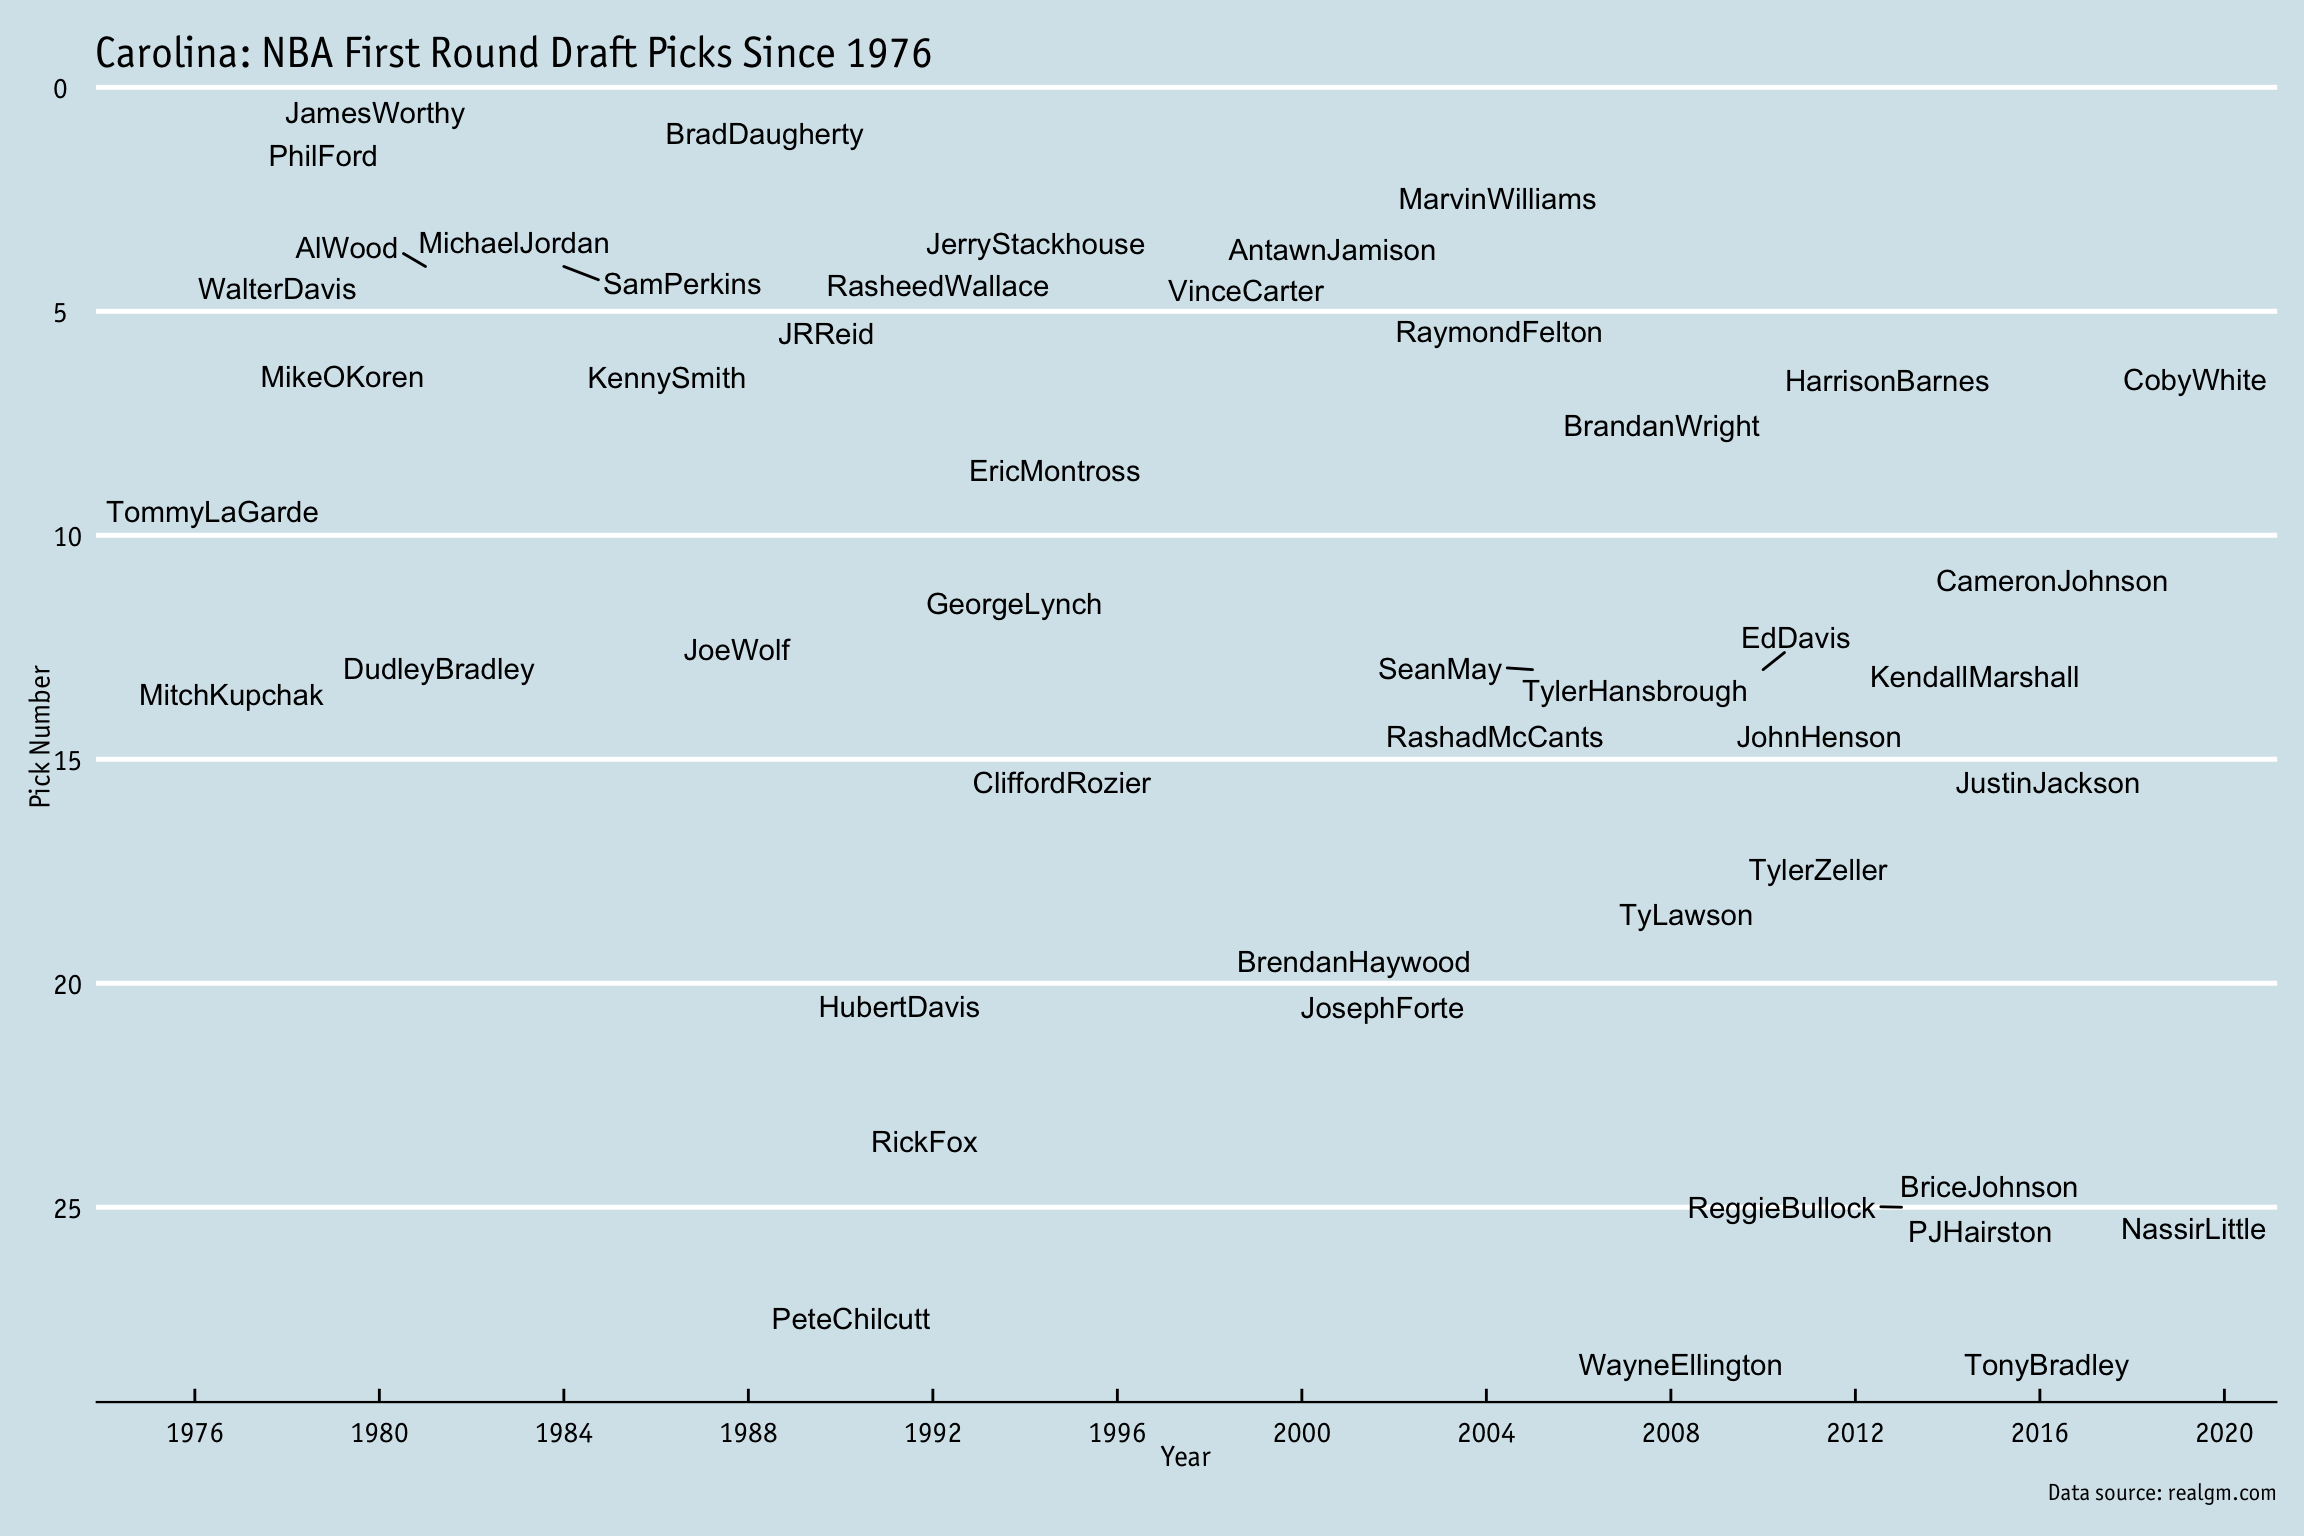 Carolina: NBA First Round Draft Picks Since 1976
0
JamesWorthy
BradDaugherty
PhilFord
MarvinWilliams
AlWood
MichaelJordan
JerryStackhouse
AntawnJamison
WalterDavis
SamPerkins
RasheedWallace
VinceCarter
5
JRReid
RaymondFelton
MikeOKoren
KennySmith
HarrisonBarnes
CobyWhite
BrandanWright
EricMontross
TommyLaGarde
10
CameronJohnson
GeorgeLynch
EdDavis
JoeWolf
DudleyBradley
SeanMay
KendallMarshall
MitchKupchak
TylerHansbrough
Pick Number
RashadMcCants
JohnHenson
15
CliffordRozier
JustinJackson
TylerZeller
TyLawson
BrendanHaywood
20
HubertDavis
JosephForte
RickFox
BriceJohnson
25
ReggieBullock
PJHairston
NassirLittle
PeteChilcutt
WayneEllington
TonyBradley
1976 1980 1984 1988 1992 1996 2000 2004 2008 2012 2016 2020
Year
Data source: realgm.com